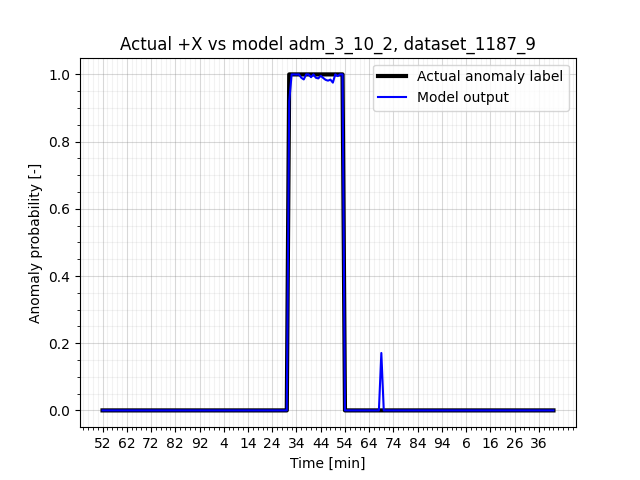 Actual +X vs model adm_3_10_2, dataset_1187_9
Actual anomaly label
Model output
Anomaly probability [-]
1.0
0.8
0.6
0.4
0.2
0.0
52 62 72 82 92 4 14 24 34 44 54 64 74 84 94 6 16 26 36
Time [min]